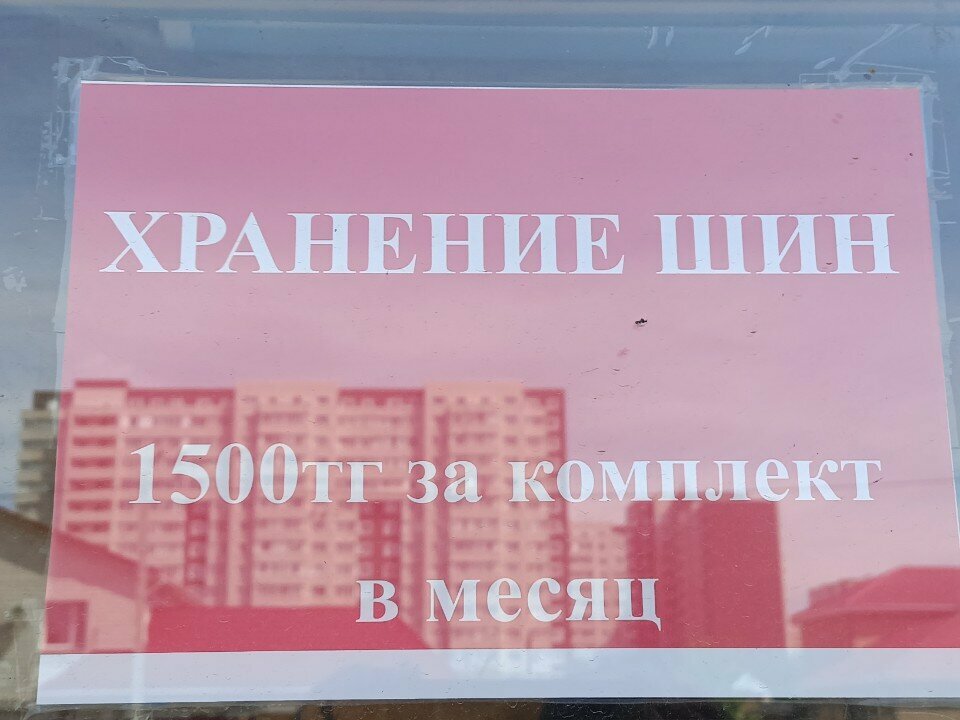 ХРАНЕНИЕ ШИН
1500тг за комплект
в месяц